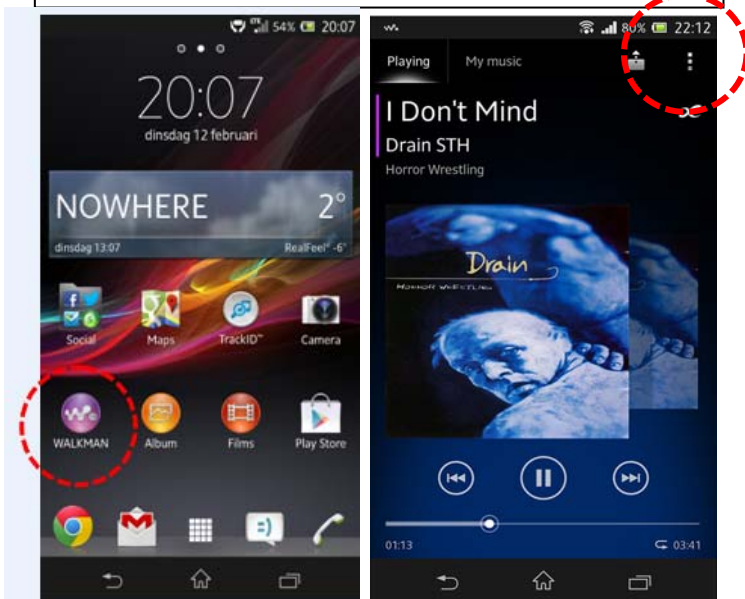 54% 20:07
20:07
dinsdag 12 februari
NOWHERE 2°
dinsdag 13:07 RealFeel® -6°
Social Maps TrackID™ Camera
WALKMAN Album Films Play Store
80% 22:12
Playing My music
I Don't Mind
Drain STH
Horror Wrestling
Drain
HORROR WRESTLING
01:13 03:41